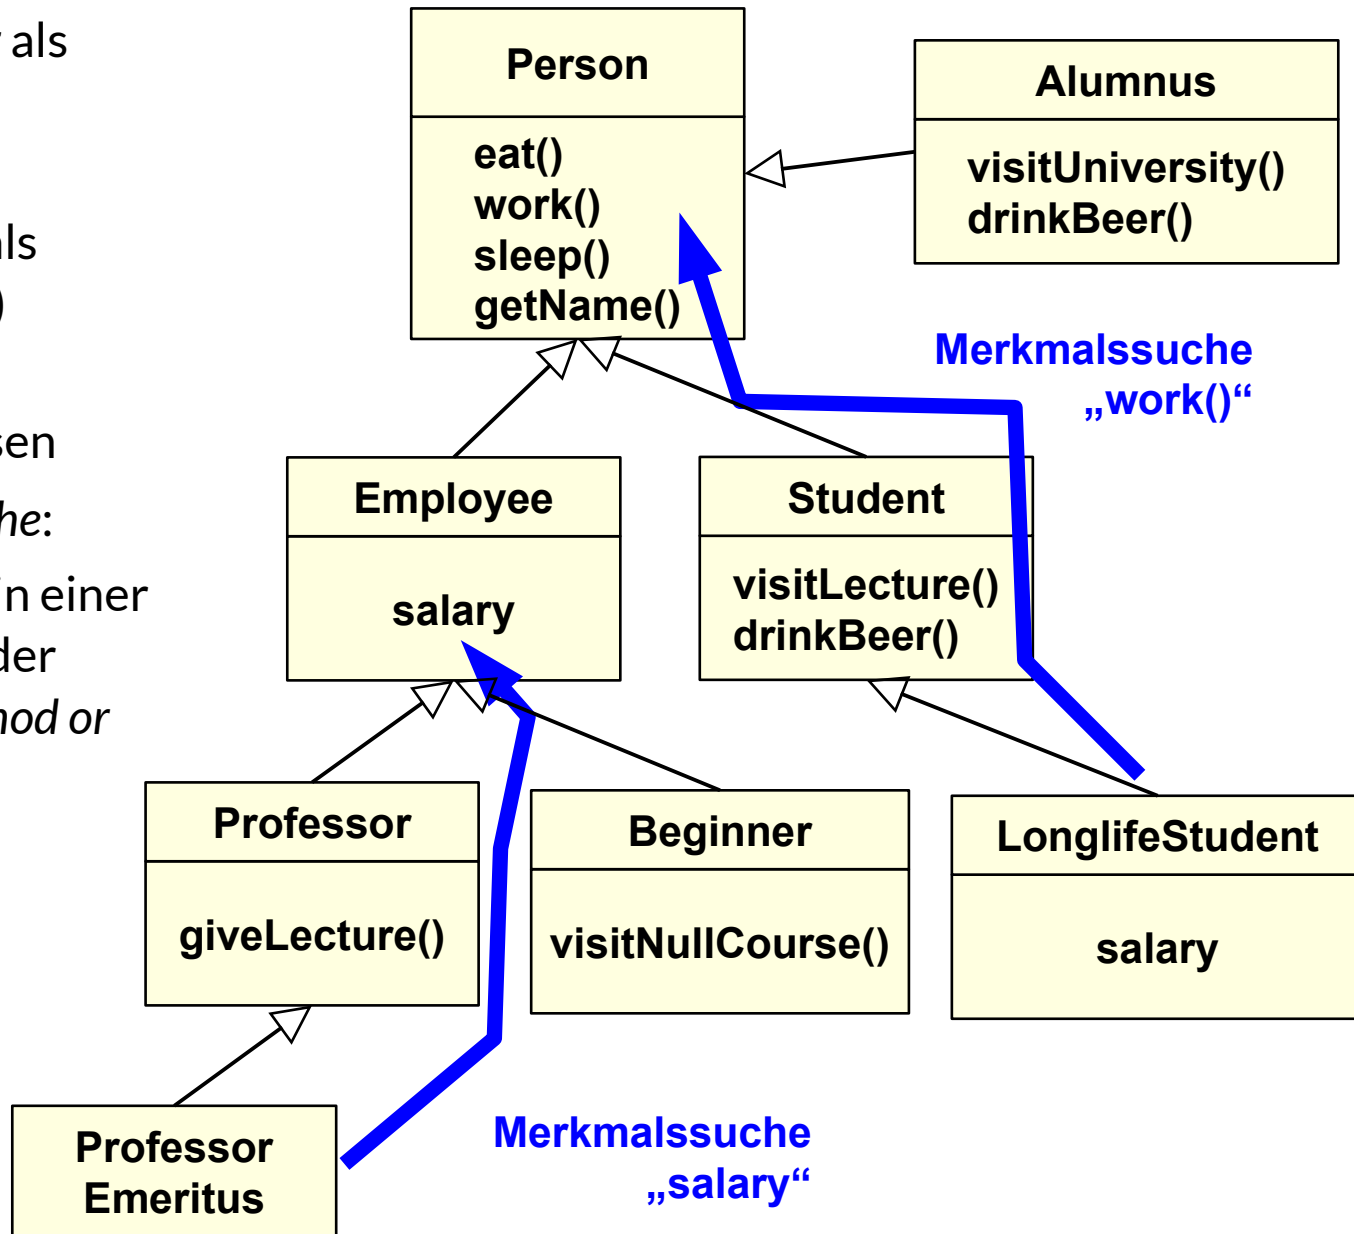 als
als
)
sen
he:
in einer
der
nod or
Person
eat()
work()
sleep()
getName()
Alumnus
visitUniversity()
drinkBeer()
Merkmalssuche
„work()“
Employee
salary
Student
visitLecture()
drinkBeer()
Professor
giveLecture()
Beginner
visitNullCourse()
LonglifeStudent
salary
Professor
Emeritus
Merkmalssuche
„salary“